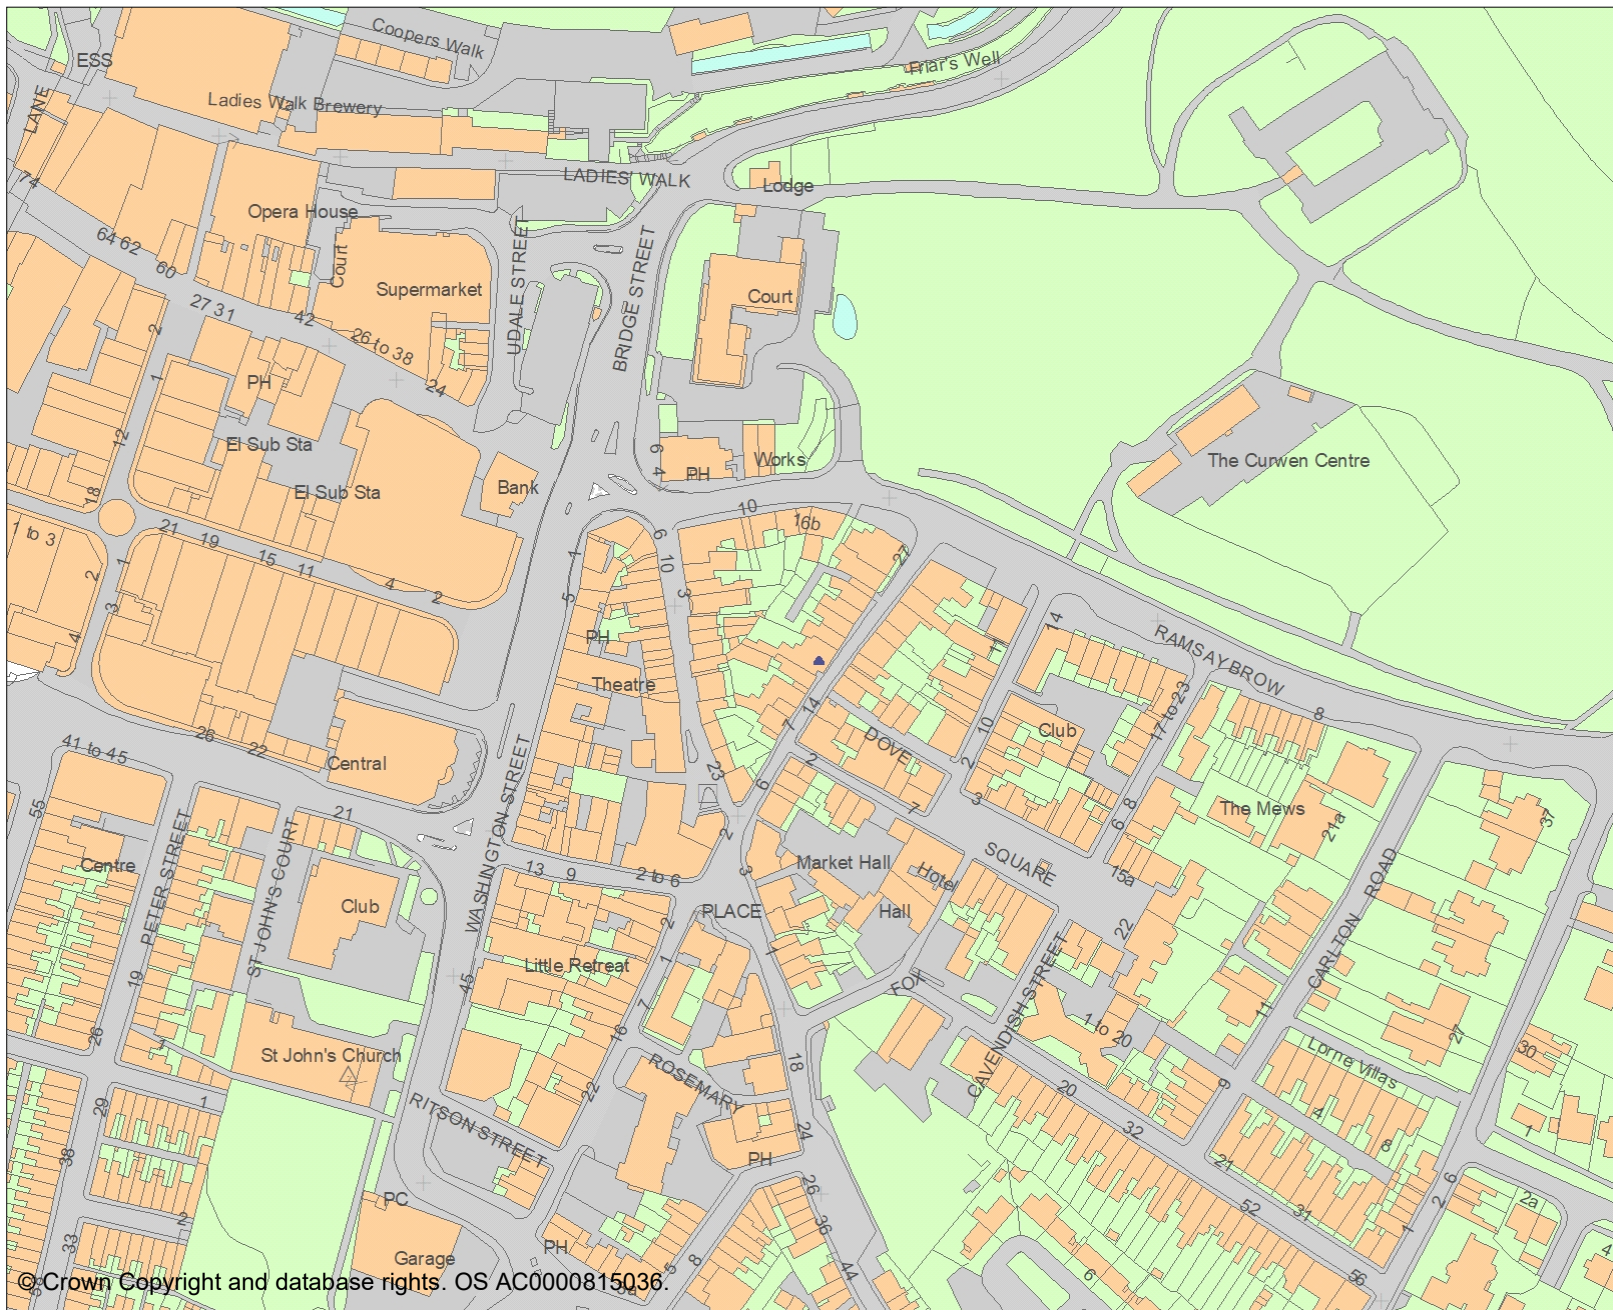 Coopers Walk
ESS
Friar's Well
LANE
Ladies Walk Brewery
7
LADIES' WALK
Lodge
74
Opera House
Court
64 62
60
Supermarket
UDALE STREET
BRIDGE STREET
Court
27 31
42
26 to 38
24
2
1
PH
12
El Sub Sta
El Sub Sta
Bank
6
4
PH
Works
The Curwen Centre
18
10
16b
1 to 3
21
19
15
11
4
2
2
1
3
4
1
5
6
10
3
27
PH
Theatre
11
14
RAMSAY BROW
41 to 45
26
22
Central
WASHINGTON STREET
23
7
14
DOVE
2
10
2
Club
17 to 23
8
6
7
3
8
6
The Mews
21a
37
55
21
Centre
PETER STREET
ST JOHN'S COURT
Club
13
9
2 to 6
2
3
Market Hall
Hotel
Hall
SQUARE
15a
22
CARLTON ROAD
PLACE
2
1
1
19
45
Little Retreat
7
16
FOX
CAVENDISH STREET
1 to 20
11
27
26
1
St John's Church
22
ROSEMARY
18
20
9
Lorne Villas
30
29
1
RITSON STREET
24
32
4
8
1
38
PH
21
PC
26
36
52
31
1
2
6
2a
2
33
PH
Garage
8
5
44
6
56
4
© Crown Copyright and database rights. OS AC0000815036.